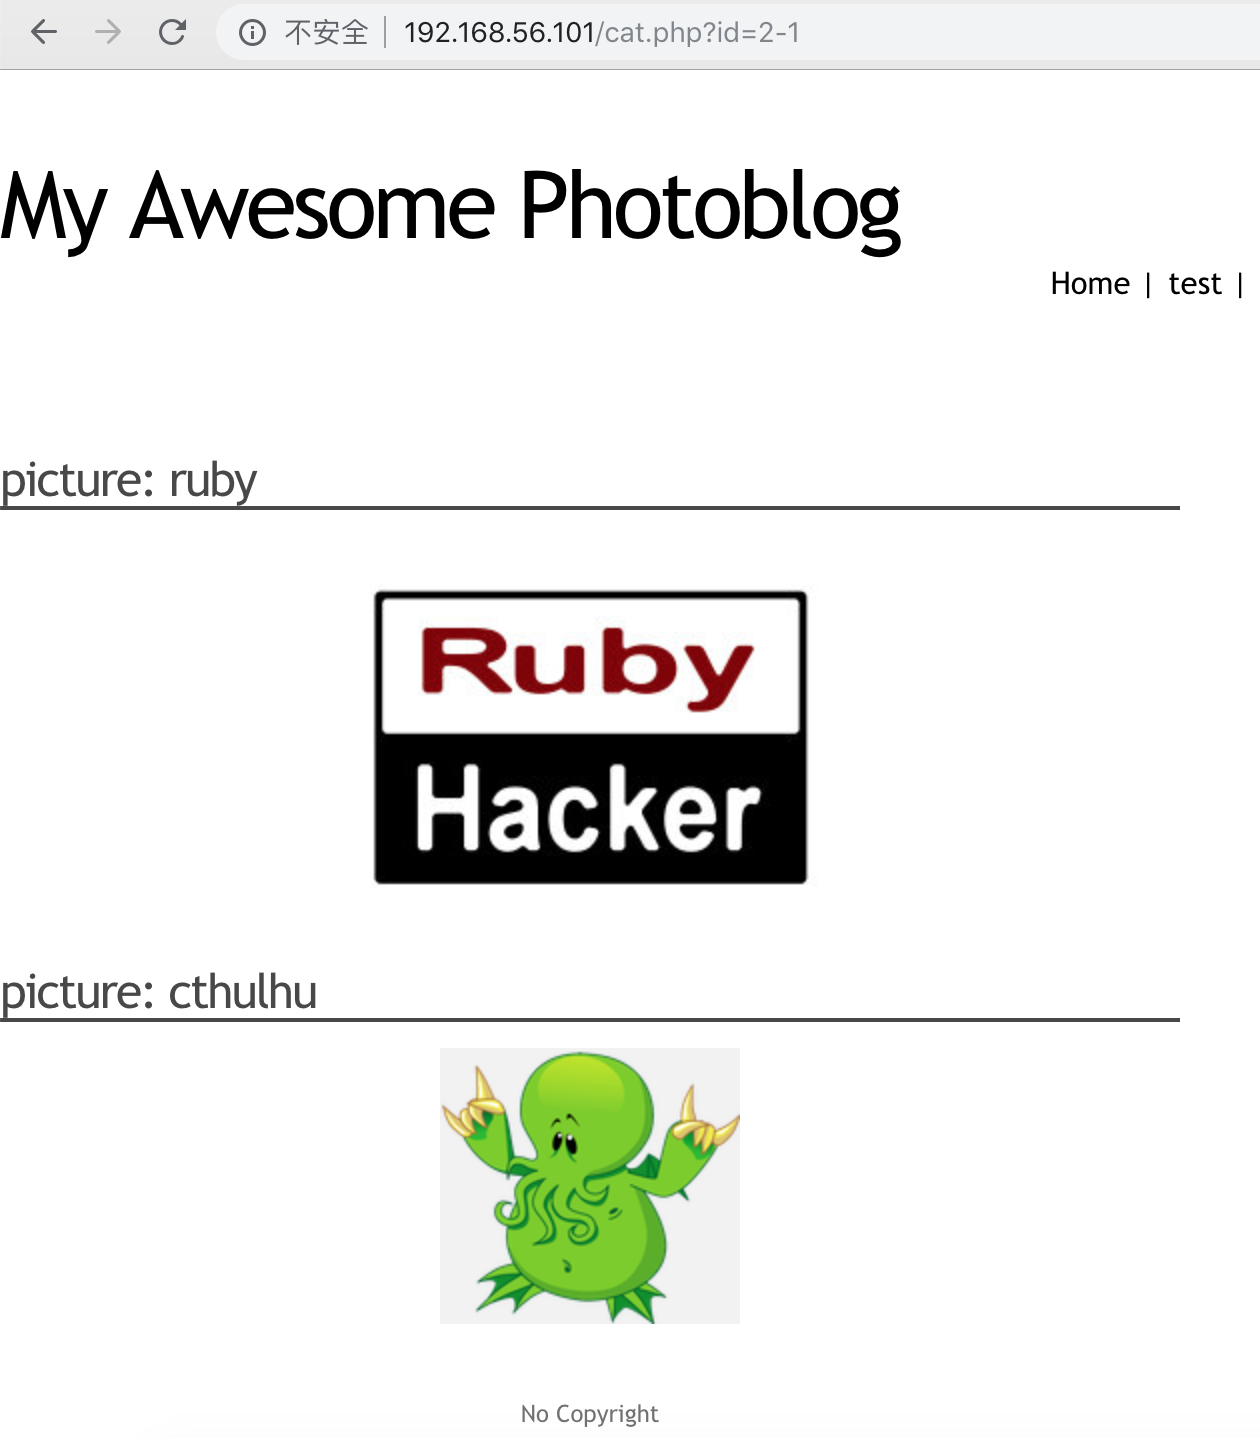 不安全 | 192.168.56.101/cat.php?id=2-1
My Awesome Photoblog
Home | test |
picture: ruby
Ruby
Hacker
picture: cthulhu
No Copyright